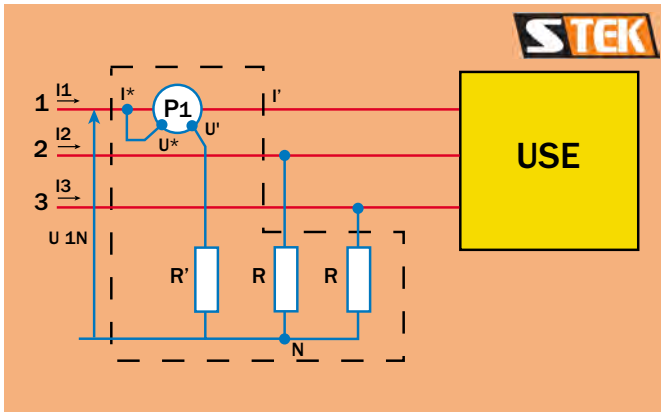 STEK
I1
I*
I'
1
P1
U'
I2
U*
2
USE
I3
3
U 1N
R’
R
R
N